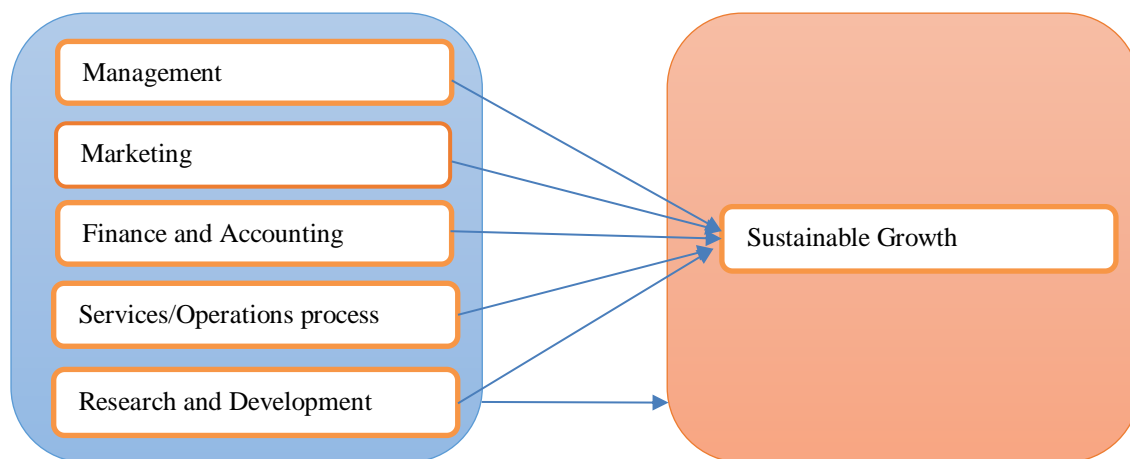 Management
Marketing
Finance and Accounting
Sustainable Growth
Services/Operations process
Research and Development